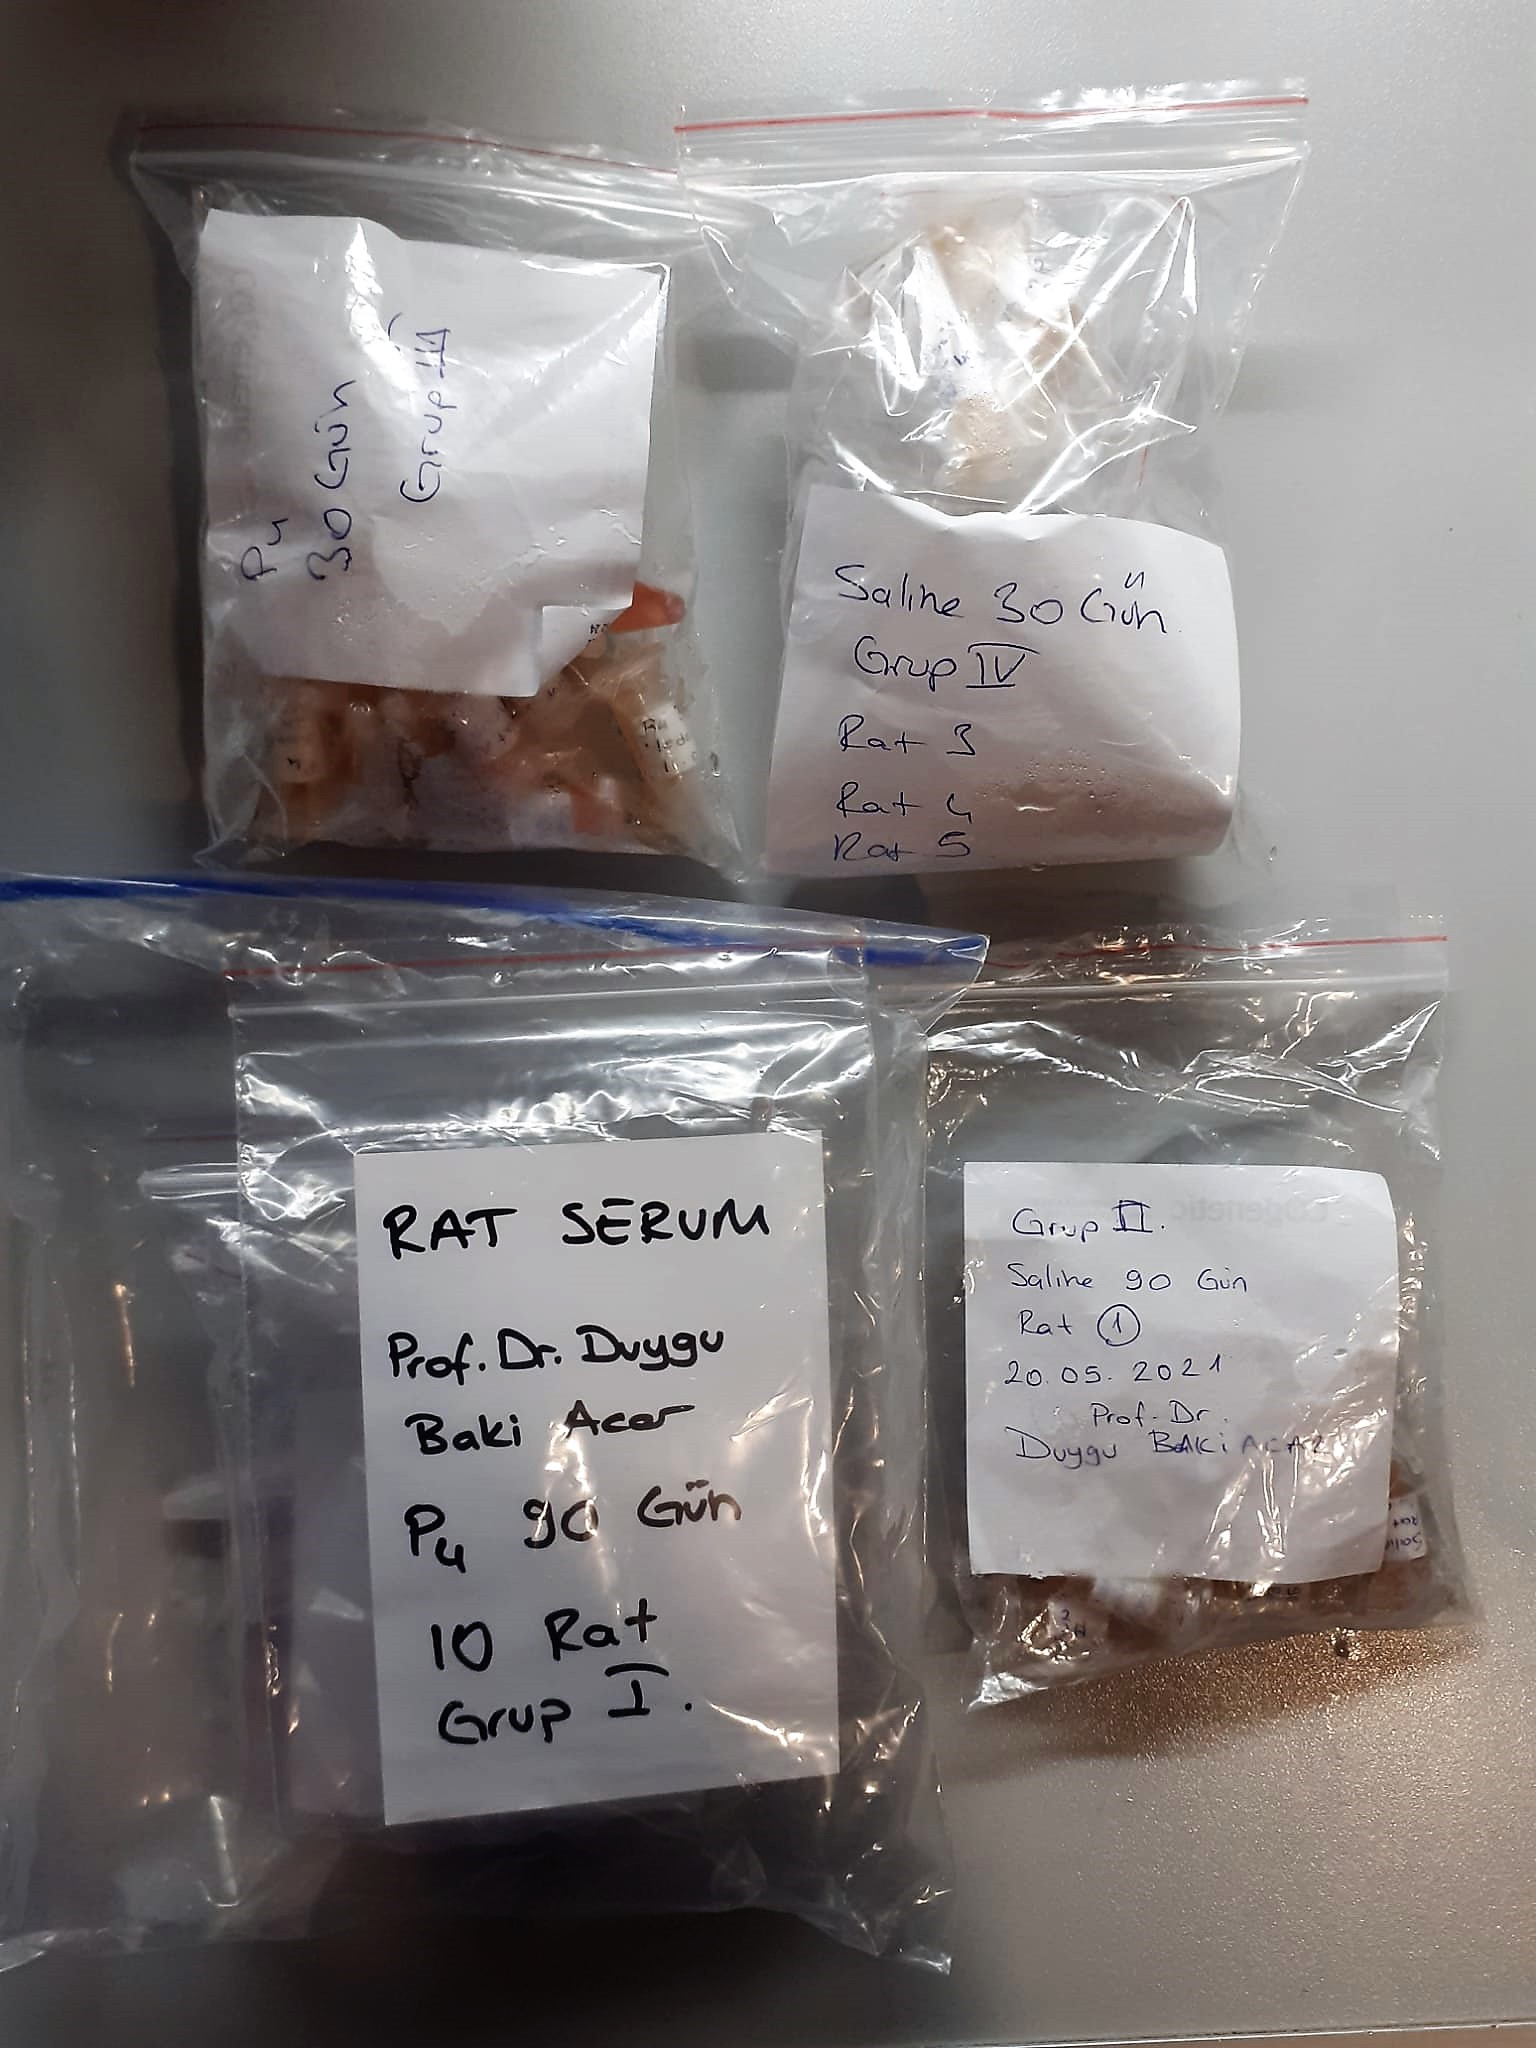 P4
30 Gün
Grup III
Saline 30 Gün
Grup IV
Rat 3
Rat 4
Rat 5
RAT SERUM
Prof. Dr. Duygu
Baki Acar
P4 90 Gün
10 Rat
Grup I.
Grup II.
Saline 90 Gün
Rat 1
20.05.2021
Prof. Dr.
Duygu BAKİ ACAR